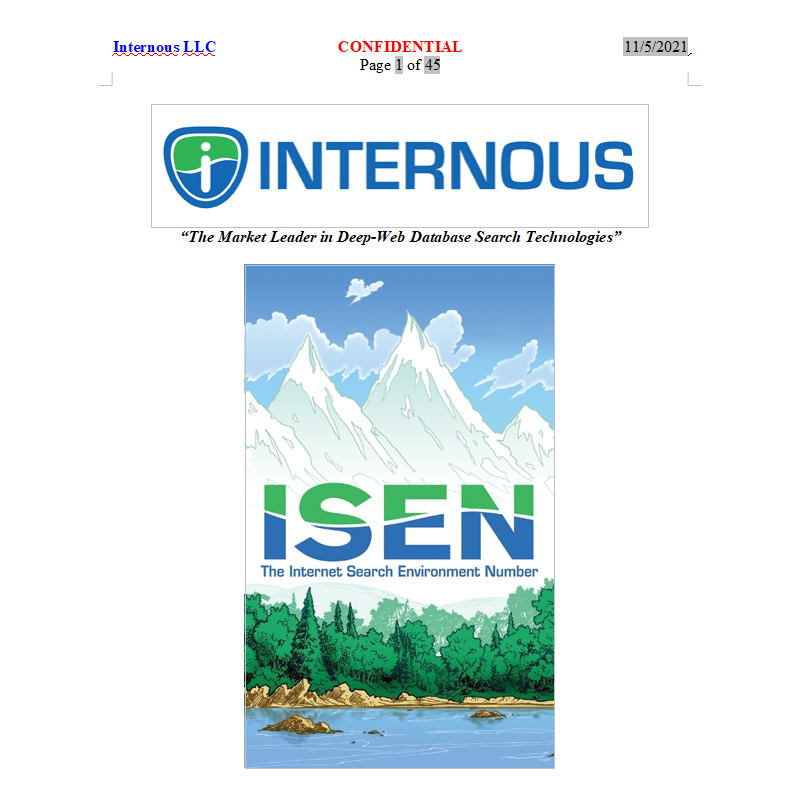 Internous LLC CONFIDENTIAL 11/5/2021
Page 1 of 45
i INTERNOUS
“The Market Leader in Deep-Web Database Search Technologies”
ISEN
The Internet Search Environment Number